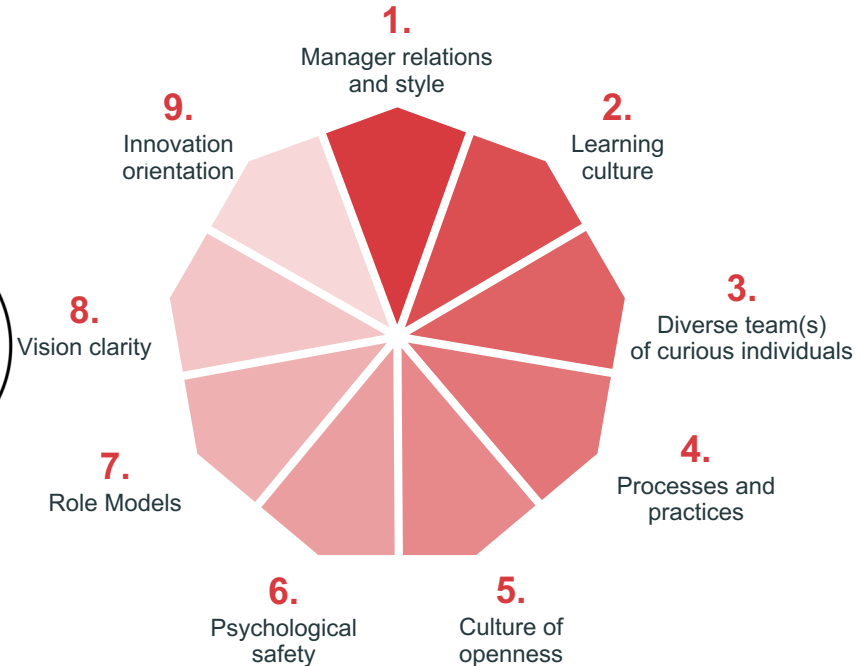 1.
Manager relations
and style
2.
Learning
culture
3.
Diverse team(s)
of curious individuals
4.
Processes and
practices
5.
Culture of
openness
6.
Psychological
safety
7.
Role Models
8.
Vision clarity
9.
Innovation
orientation